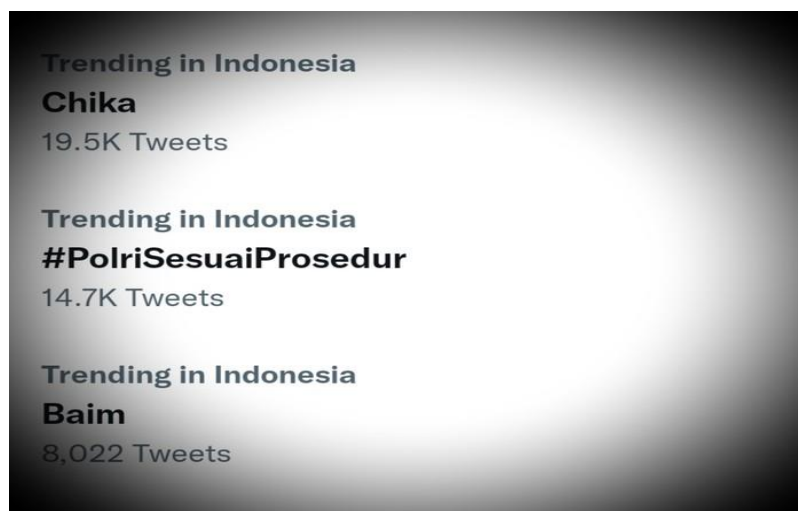 Trending in Indonesia
Chika
19.5K Tweets
Trending in Indonesia
#PolriSesuaiProsedur
14.7K Tweets
Trending in Indonesia
Baim
8,022 Tweets